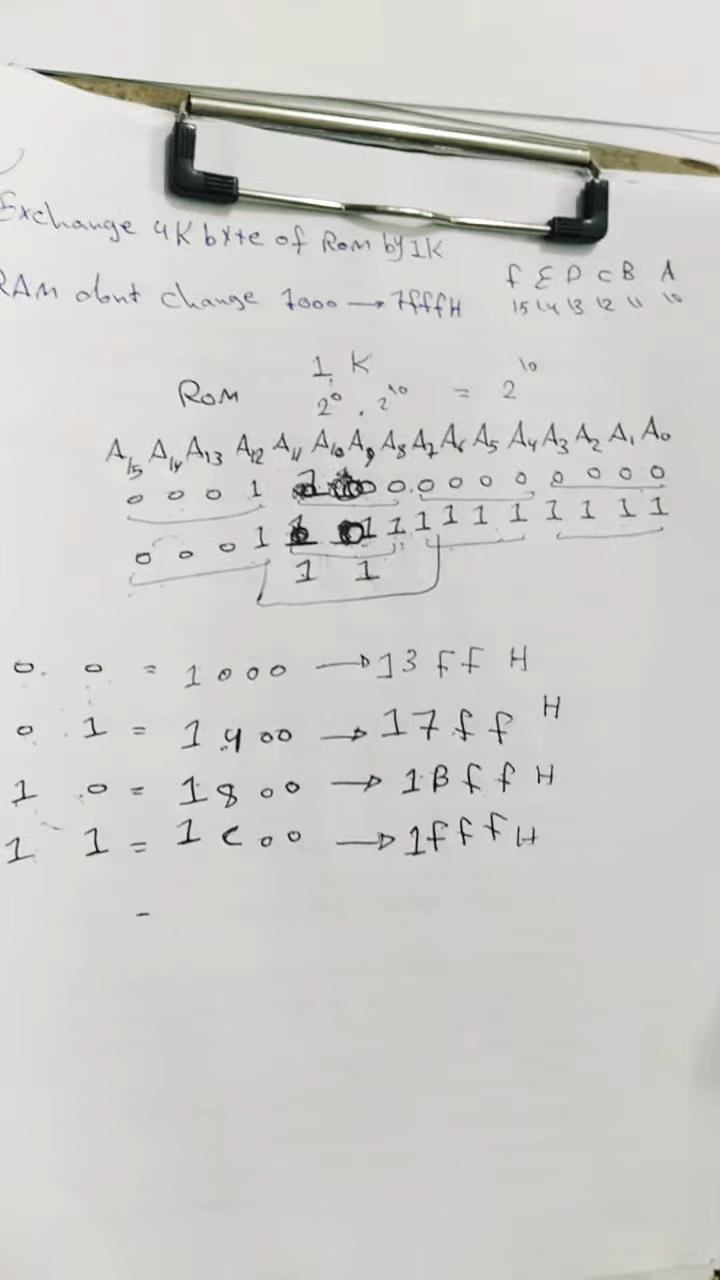 Exchange 4K byte of Rom by 1K
RAM dont change 7000 → 7fffH
f E D C B A
15 14 13 12 11 10
Rom 1 K
2⁰ . 2¹⁰ = 2¹⁰
A15 A14 A13 A12 A11 A10 A9 A8 A7 A6 A5 A4 A3 A2 A1 A0
0 0 0 1 0 0 0 0 0 0 0 0 0
0 0 0 1 1 1 1 1 1 1 1 1 1 1
1 1
0 0 = 1000 → 13 ff H
0 1 = 1400 → 17ff H
1 0 = 1800 → 1Bff H
1 1 = 1c00 → 1fffH
-